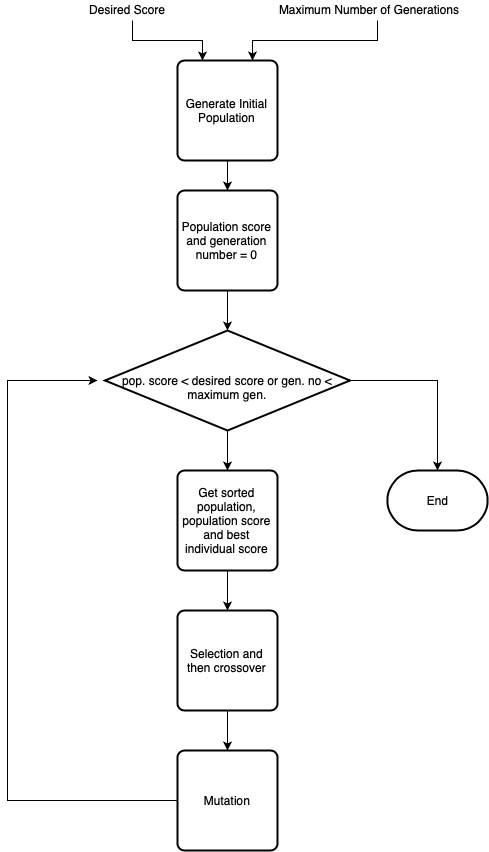 Desired Score
Maximum Number of Generations
Generate Initial
Population
Population score
and generation
number = 0
pop. score < desired score or gen. no <
maximum gen.
Get sorted
population,
population score
and best
individual score
End
Selection and
then crossover
Mutation